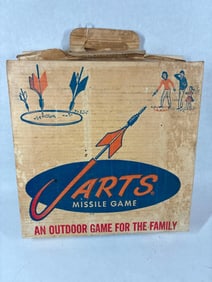 JARTS
MISSILE GAME
AN OUTDOOR GAME FOR THE FAMILY